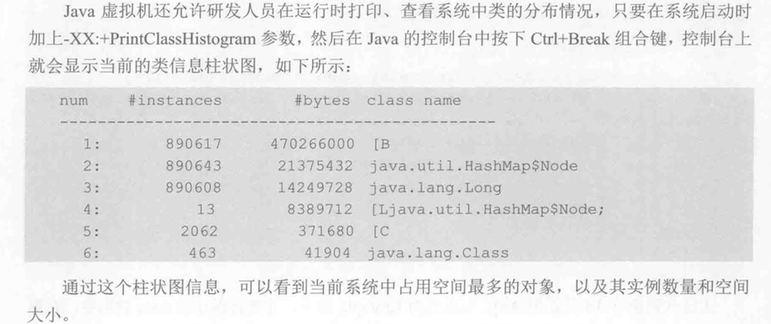 Java 虚拟机还允许研发人员在运行时打印、查看系统中类的分布情况，只要在系统启动时
加上-XX:+PrintClassHistogram 参数，然后在 Java 的控制台中按下 Ctrl+Break 组合键，控制台上
就会显示当前的类信息柱状图，如下所示：
num #instances #bytes class name
----------------------------------------------
1: 890617 470266000 [B
2: 890643 21375432 java.util.HashMap$Node
3: 890608 14249728 java.lang.Long
4: 13 8389712 [Ljava.util.HashMap$Node;
5: 2062 371680 [C
6: 463 41904 java.lang.Class
通过这个柱状图信息，可以看到当前系统中占用空间最多的对象，以及其实例数量和空间
大小。